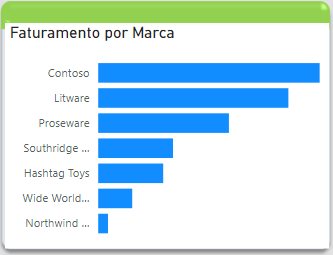 Faturamento por Marca
Contoso
Litware
Proseware
Southridge ...
Hashtag Toys
Wide World...
Northwind ...